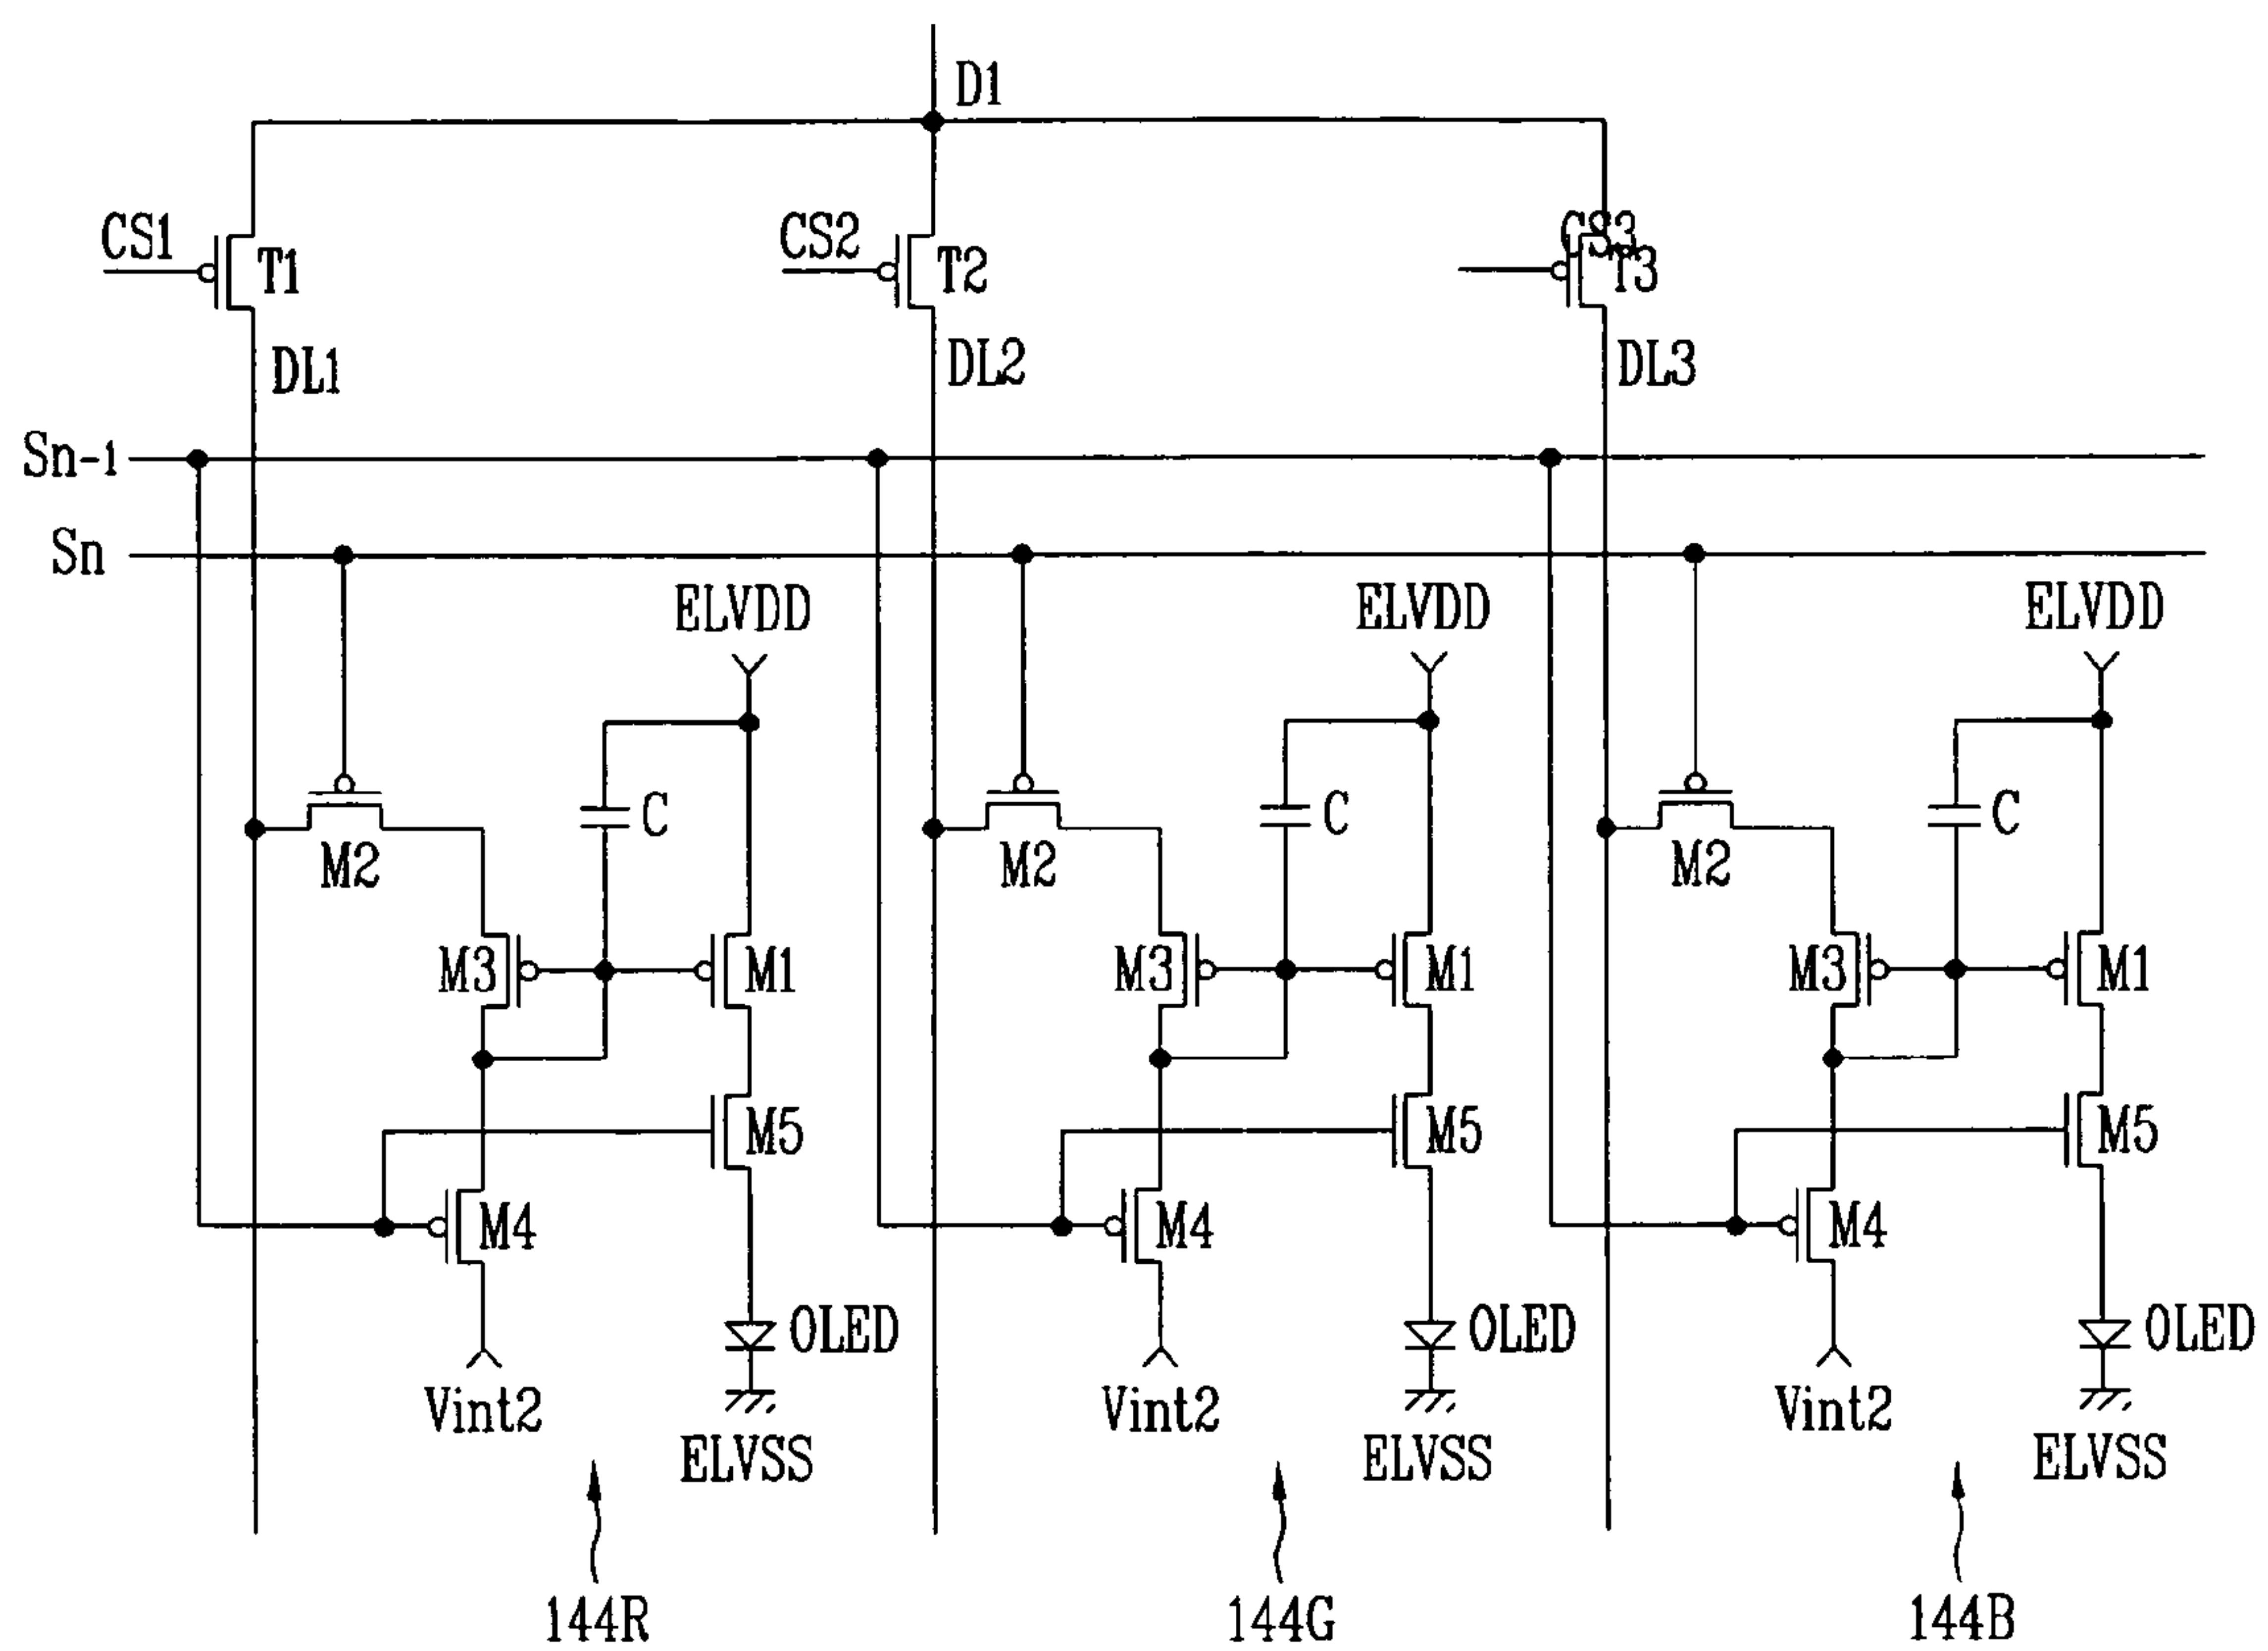 D1
CS1
T1
CS2
T2
CS3
T3
DL1
DL2
DL3
Sn-1
Sn
ELVDD
ELVDD
ELVDD
C
C
C
M2
M2
M2
M3
M1
M3
M1
M3
M1
M5
M5
M5
M4
M4
M4
OLED
OLED
OLED
Vint2
Vint2
Vint2
ELVSS
ELVSS
ELVSS
144R
144G
144B